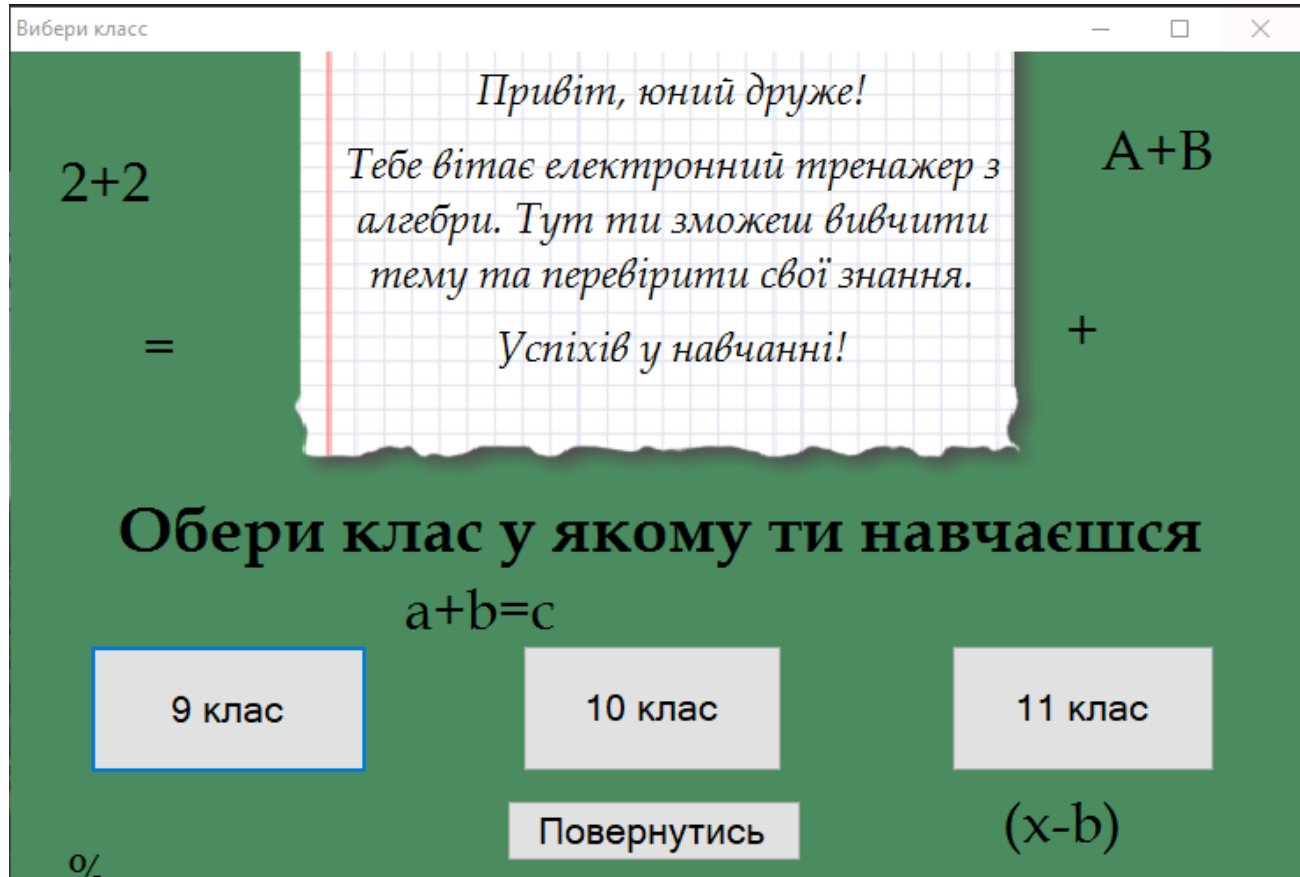 Вибери класс
Привіт, юний друже!
2+2
A+B
Тебе вітає електронний тренажер з
алгебри. Тут ти зможеш вивчити
тему та перевірити свої знання.
=
+
Успіхів у навчанні!
Обери клас у якому ти навчаєшся
a+b=c
9 клас
10 клас
11 клас
Повернутись
(x-b)
%